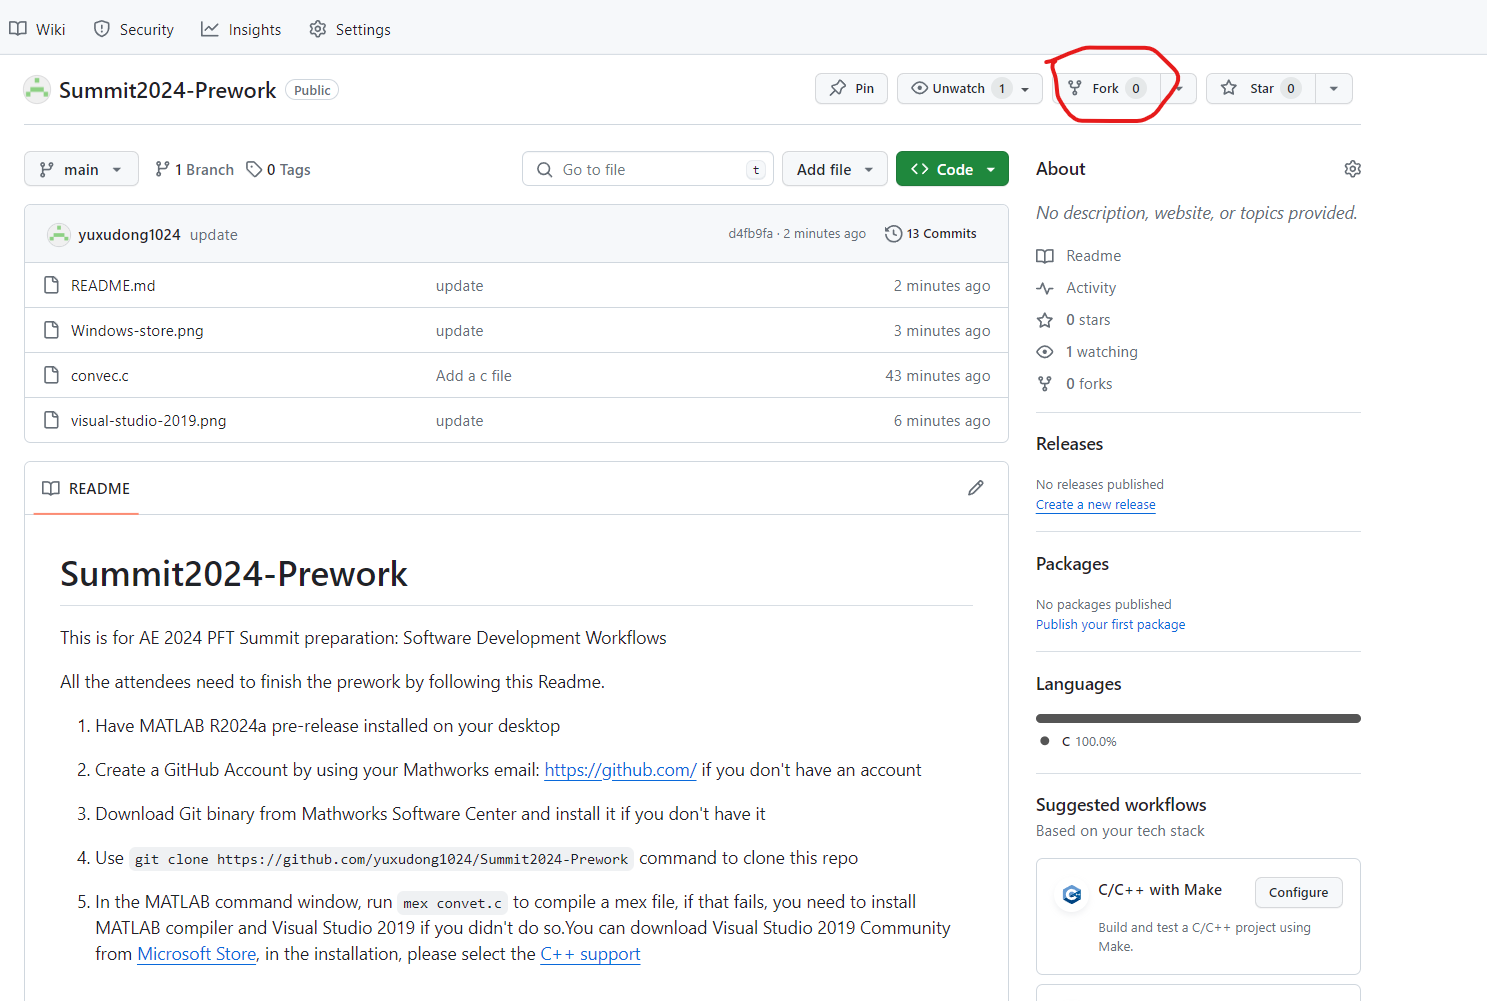 Wiki Security Insights Settings
Summit2024-Prework Public Pin Unwatch 1 Fork 0 Star 0
main 1 Branch 0 Tags Go to file t Add file Code
yuxudong1024 update d4fb9fa · 2 minutes ago 13 Commits
README.md update 2 minutes ago
Windows-store.png update 3 minutes ago
convec.c Add a c file 43 minutes ago
visual-studio-2019.png update 6 minutes ago
README
Summit2024-Prework
This is for AE 2024 PFT Summit preparation: Software Development Workflows
All the attendees need to finish the prework by following this Readme.
1. Have MATLAB R2024a pre-release installed on your desktop
2. Create a GitHub Account by using your Mathworks email: https://github.com/ if you don't have an account
3. Download Git binary from Mathworks Software Center and install it if you don't have it
4. Use git clone https://github.com/yuxudong1024/Summit2024-Prework command to clone this repo
5. In the MATLAB command window, run mex convet.c to compile a mex file, if that fails, you need to install
MATLAB compiler and Visual Studio 2019 if you didn't do so.You can download Visual Studio 2019 Community
from Microsoft Store, in the installation, please select the C++ support
About
No description, website, or topics provided.
Readme
Activity
0 stars
1 watching
0 forks
Releases
No releases published
Create a new release
Packages
No packages published
Publish your first package
Languages
C 100.0%
Suggested workflows
Based on your tech stack
C/C++ with Make Configure
Build and test a C/C++ project using
Make.